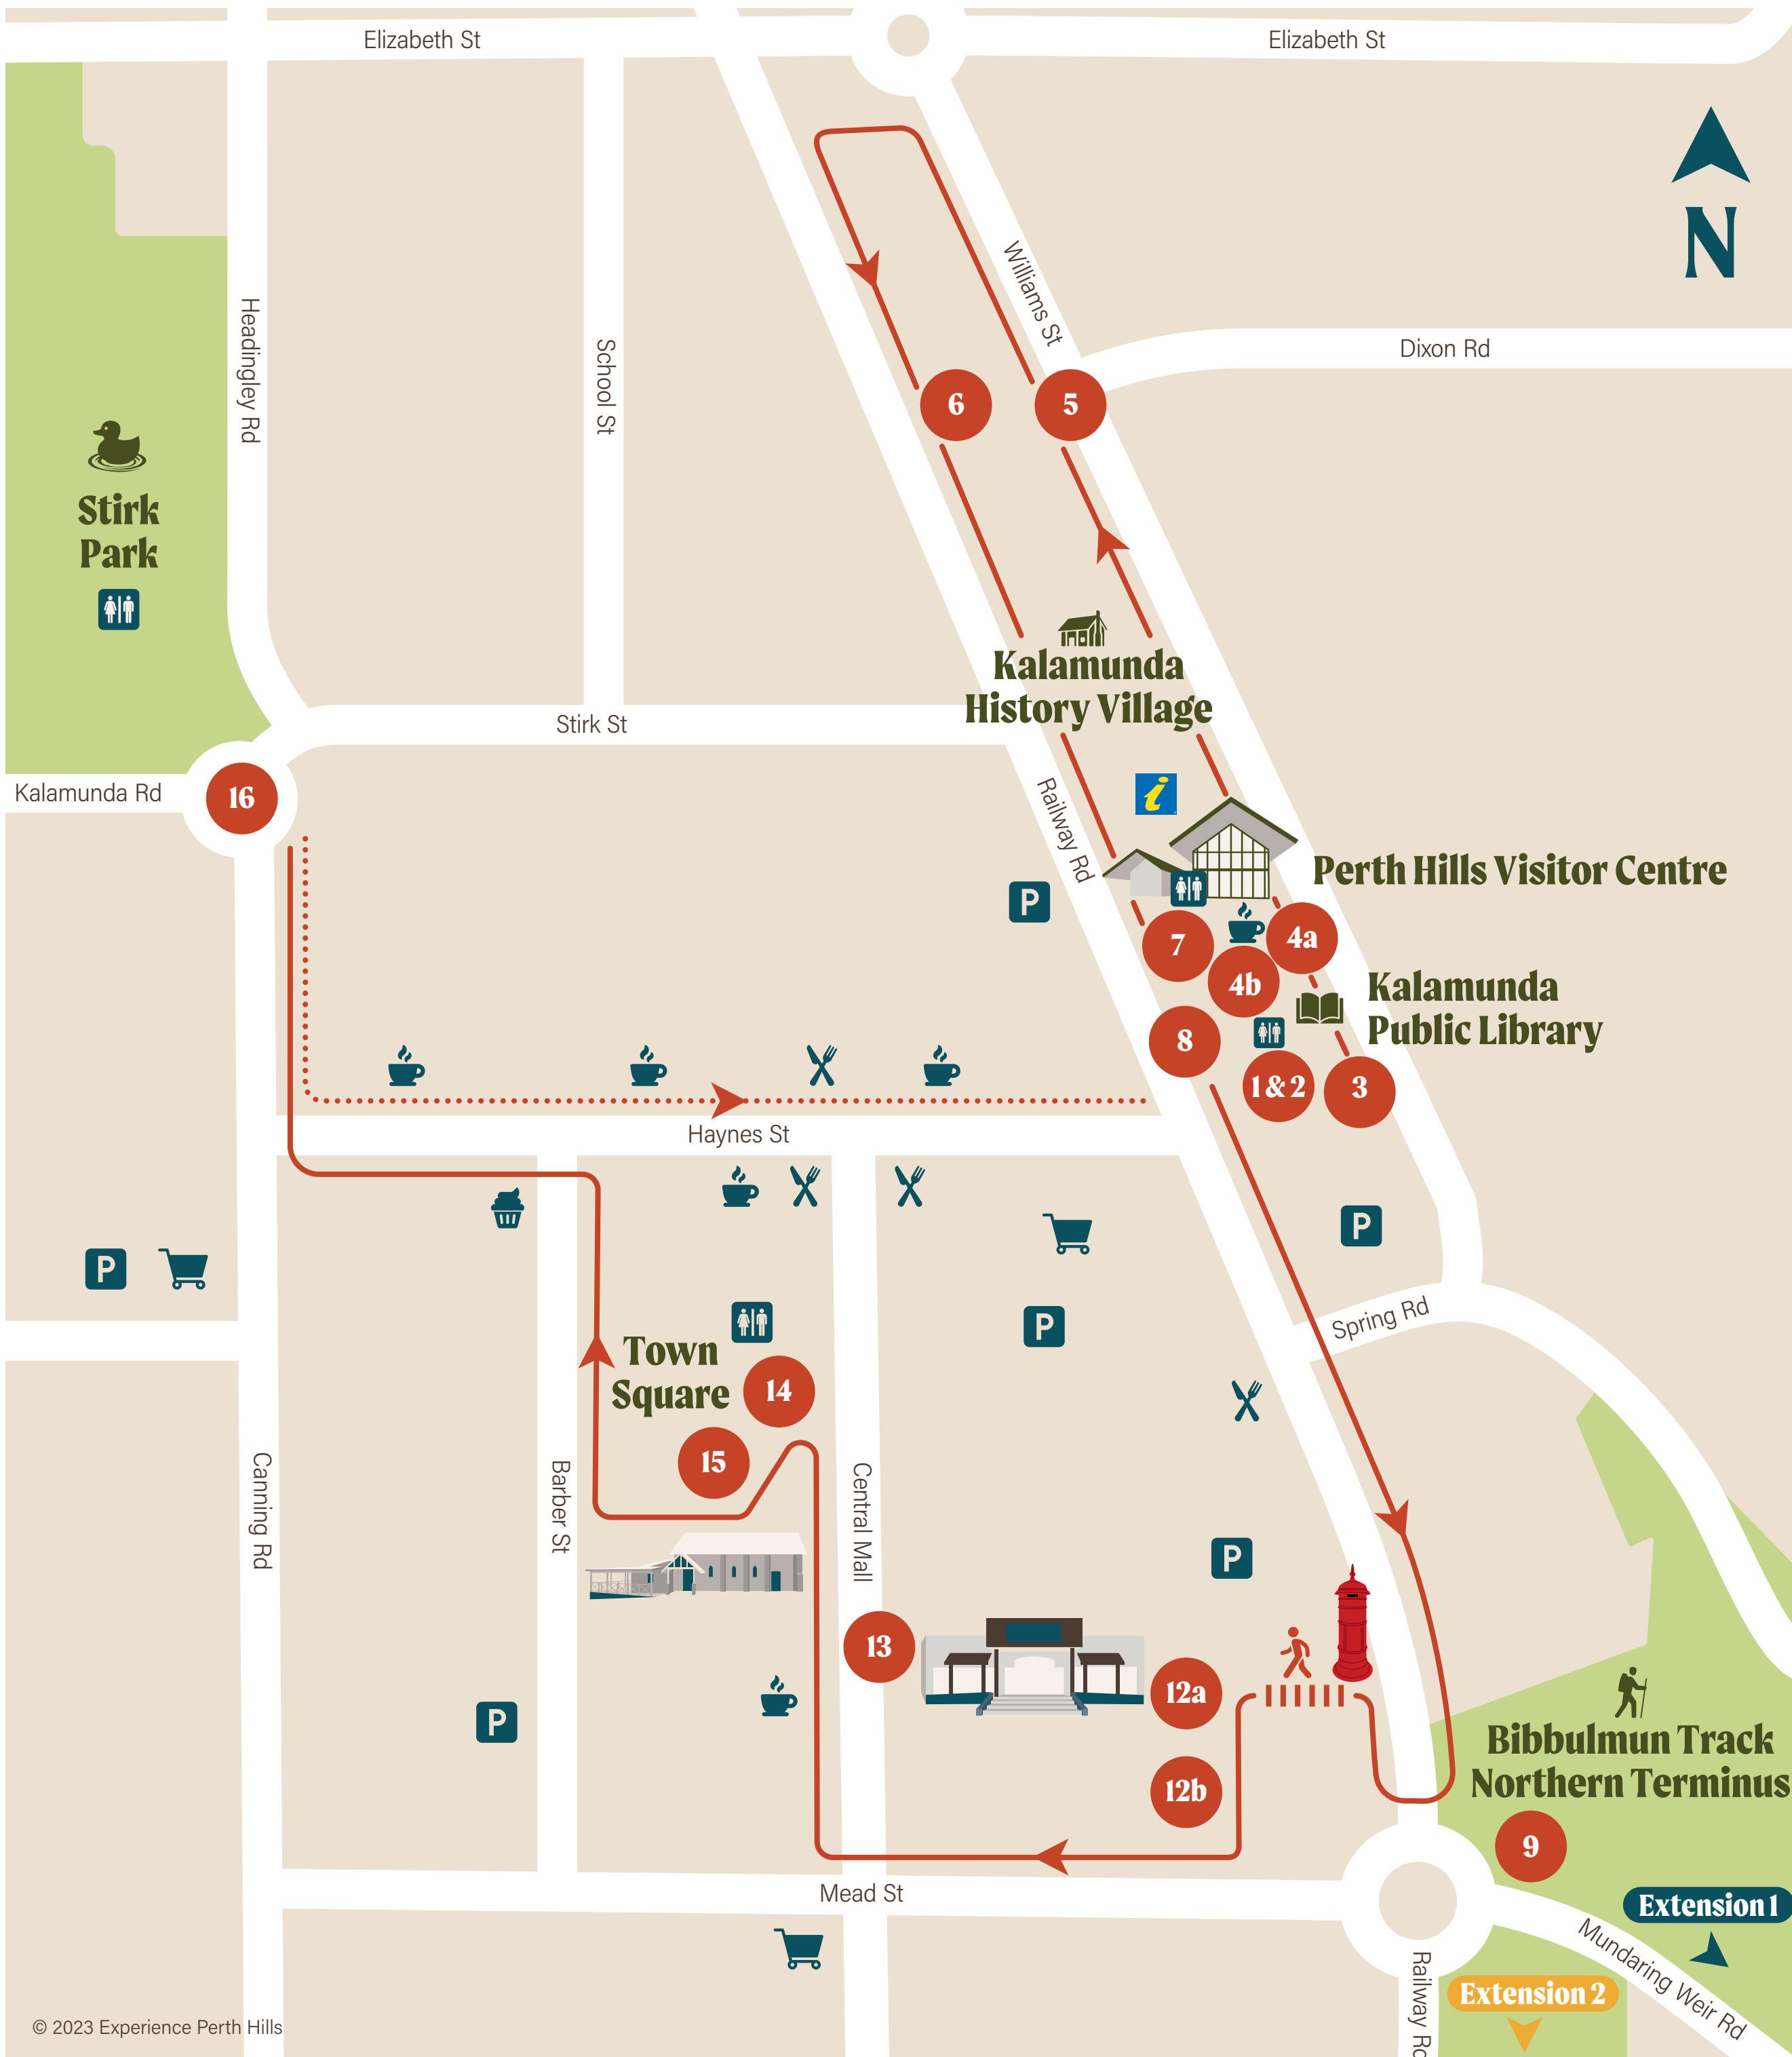 Elizabeth St
Elizabeth St
N
Williams St
Headingley Rd
School St
Dixon Rd
6
5
Stirk
Park
Kalamunda
History Village
Stirk St
Kalamunda Rd
16
i
Railway Rd
Perth Hills Visitor Centre
P
7
4a
4b
Kalamunda
Public Library
8
1 & 2
3
Haynes St
P
P
P
Spring Rd
Town
Square
14
15
Canning Rd
Barber St
Central Mall
P
13
12a
P
Bibbulmun Track
Northern Terminus
12b
9
Mead St
Extension 1
Mundaring Weir Rd
Railway Rd
Extension 2
© 2023 Experience Perth Hills